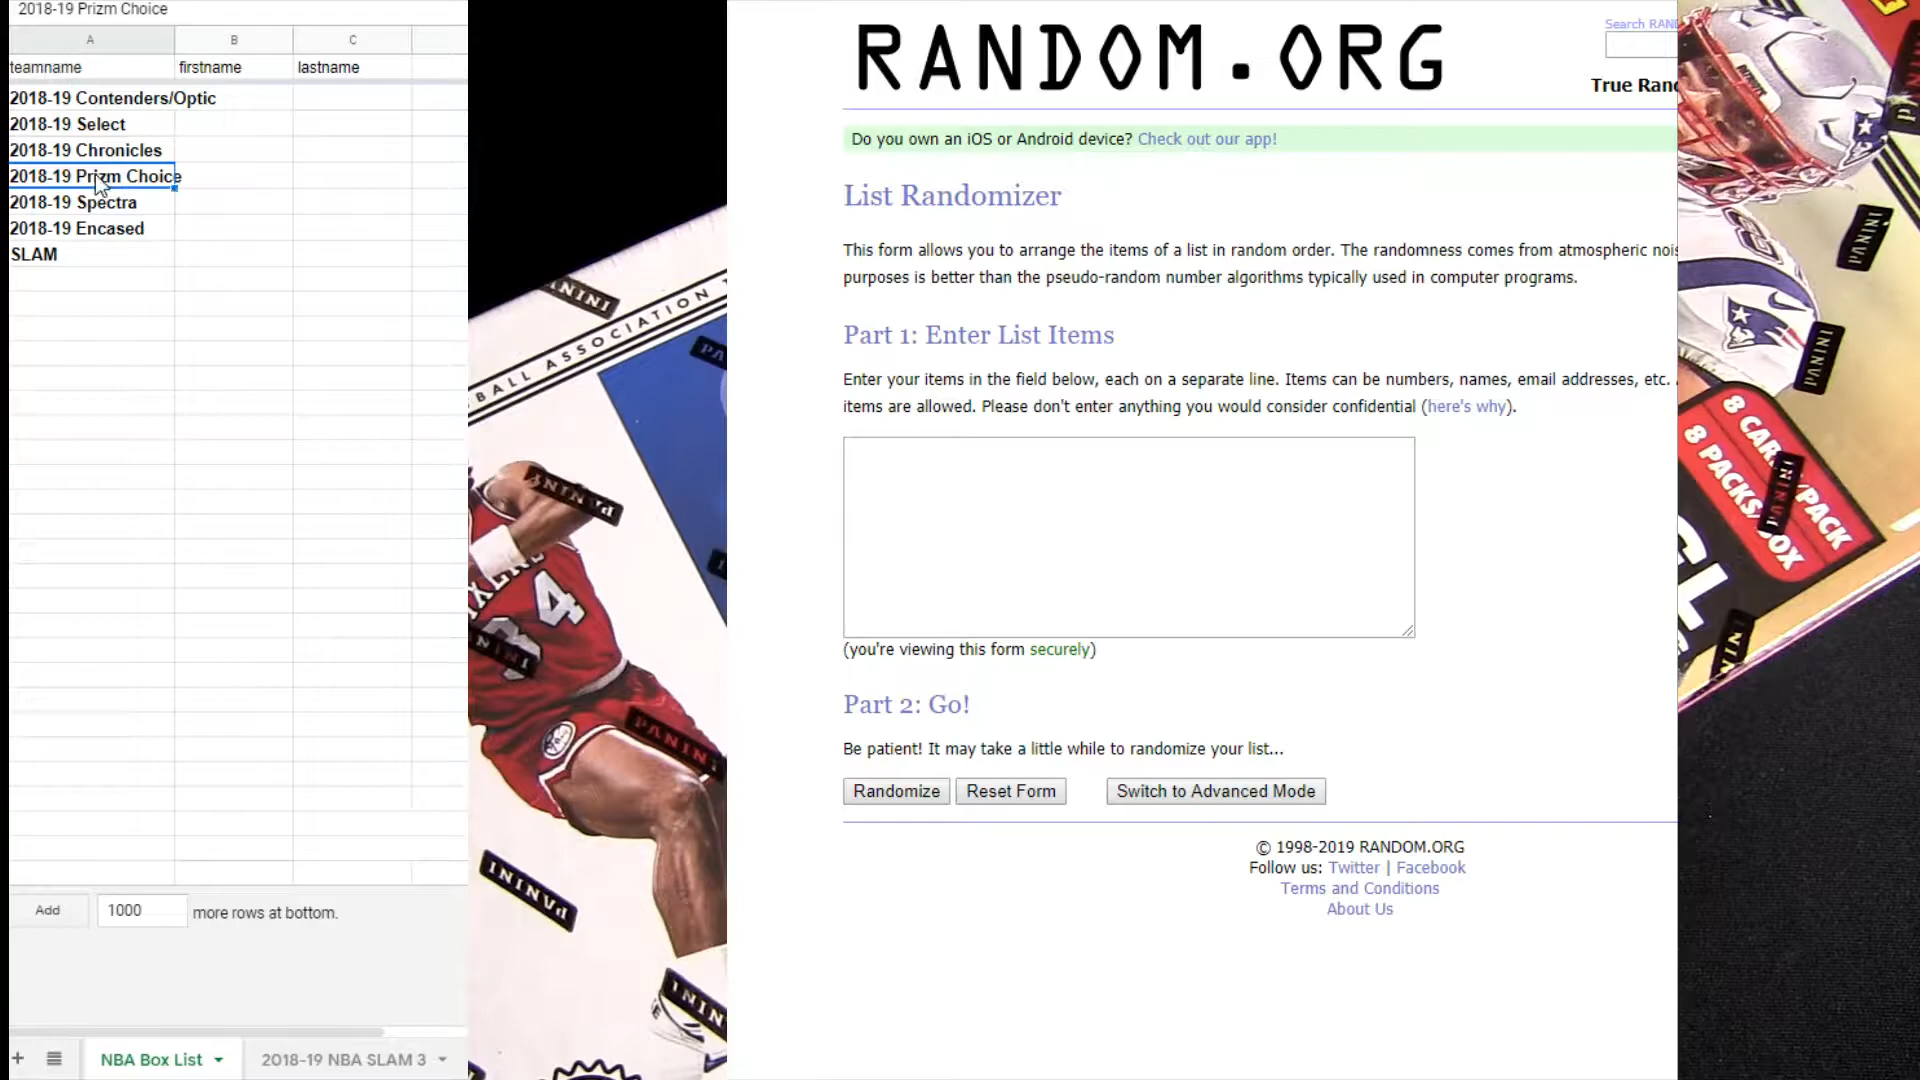 2018-19 Prizm Choice
A B C
teamname firstname lastname
2018-19 Contenders/Optic
2018-19 Select
2018-19 Chronicles
2018-19 Prizm Choice
2018-19 Spectra
2018-19 Encased
SLAM
Add 1000 more rows at bottom.
NBA Box List
2018-19 NBA SLAM 3
BALL ASSOCIATION
PANINI
PANINI
PANINI
34
RANDOM.ORG
Search RAN
True Ran
Do you own an iOS or Android device? Check out our app!
List Randomizer
This form allows you to arrange the items of a list in random order. The randomness comes from atmospheric noi
purposes is better than the pseudo-random number algorithms typically used in computer programs.
Part 1: Enter List Items
Enter your items in the field below, each on a separate line. Items can be numbers, names, email addresses, etc.
items are allowed. Please don't enter anything you would consider confidential (here's why).
(you're viewing this form securely)
Part 2: Go!
Be patient! It may take a little while to randomize your list...
Randomize
Reset Form
Switch to Advanced Mode
© 1998-2019 RANDOM.ORG
Follow us: Twitter | Facebook
Terms and Conditions
About Us
PANINI
PANINI
PANINI
8 PACKS/BOX